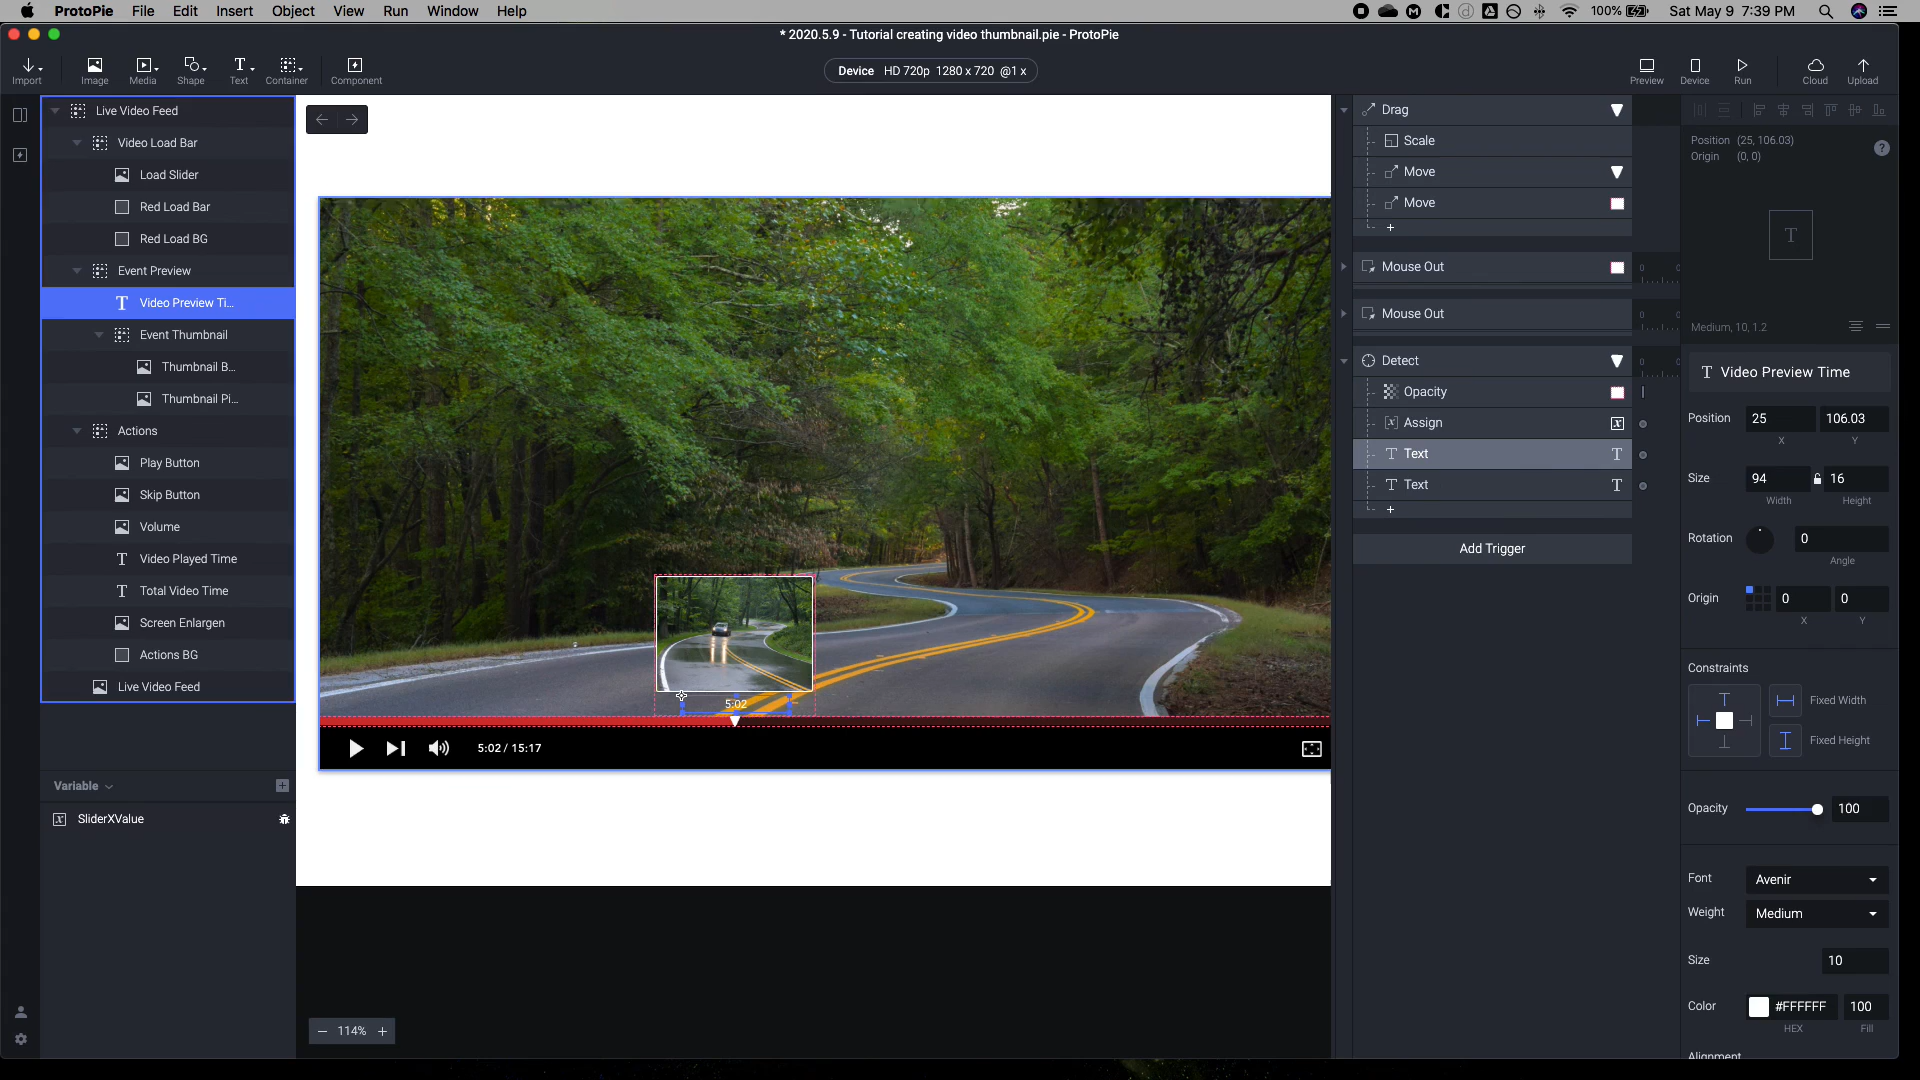 ProtoPie File Edit Insert Object View Run Window Help
100% Sat May 9 7:39 PM
* 2020.5.9 - Tutorial creating video thumbnail.pie - ProtoPie
Import Image Media Shape Text Container Component
Device HD 720p 1280 x 720 @1 x
Preview Device Run Cloud Upload
Live Video Feed
Video Load Bar
Load Slider
Red Load Bar
Red Load BG
Event Preview
Video Preview Ti...
Event Thumbnail
Thumbnail B...
Thumbnail Pi...
Actions
Play Button
Skip Button
Volume
Video Played Time
Total Video Time
Screen Enlargen
Actions BG
Live Video Feed
Variable
SliderXValue
5:02
5:02 / 15:17
114%
Drag
Scale
Move
Move
Mouse Out
Mouse Out
Detect
Opacity
Assign
Text
Text
Add Trigger
Position (25, 106.03)
Origin (0, 0)
Medium, 10, 1.2
Video Preview Time
Position 25 106.03
X Y
Size 94 16
Width Height
Rotation 0
Angle
Origin 0 0
X Y
Constraints
Fixed Width
Fixed Height
Opacity 100
Font Avenir
Weight Medium
Size 10
Color #FFFFFF 100
HEX Fill
Alignment